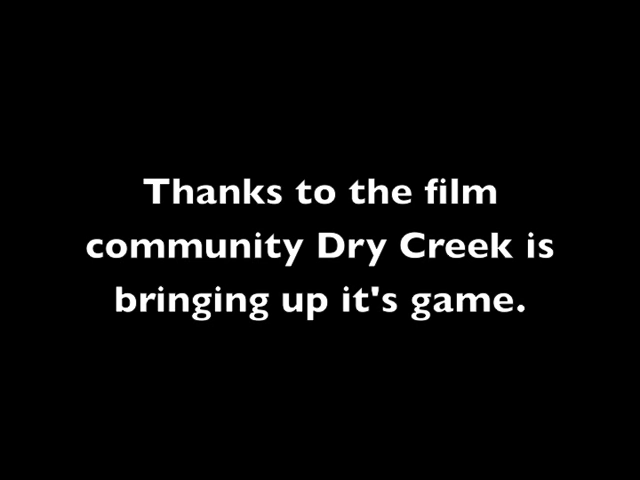 Thanks to the film
community Dry Creek is
bringing up it's game.